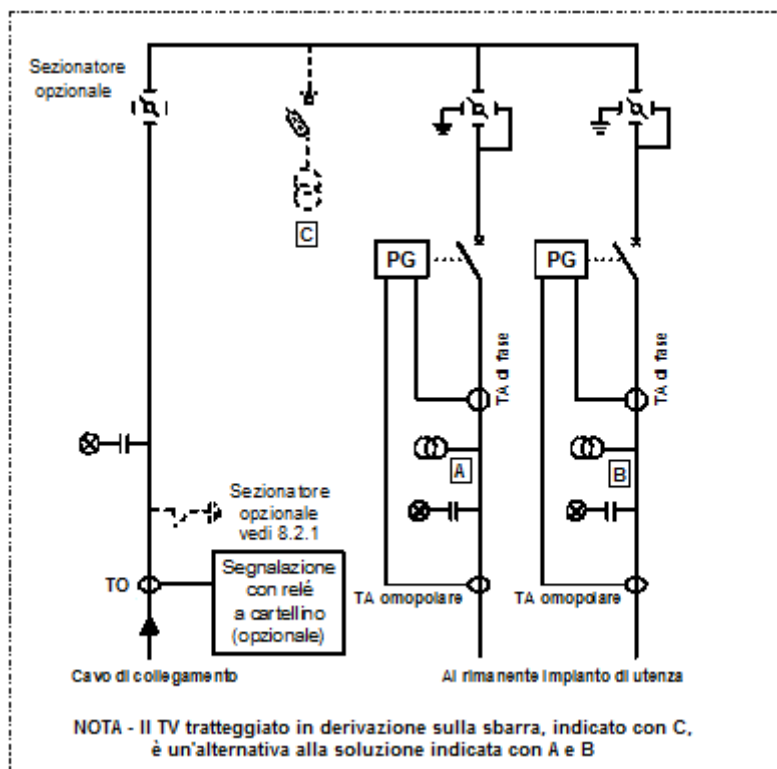 Sezionatore
opzionale
C
PG
PG
TA di fase
TA di fase
A
B
Sezionatore
opzionale
vedi 8.2.1
TO
Segnalazione
con relé
a cartellino
(opzionale)
TA omopolare
TA omopolare
Cavo di collegamento
Al rimanente impianto di utenza
NOTA - Il TV tratteggiato in derivazione sulla sbarra, indicato con C,
è un'alternativa alla soluzione indicata con A e B